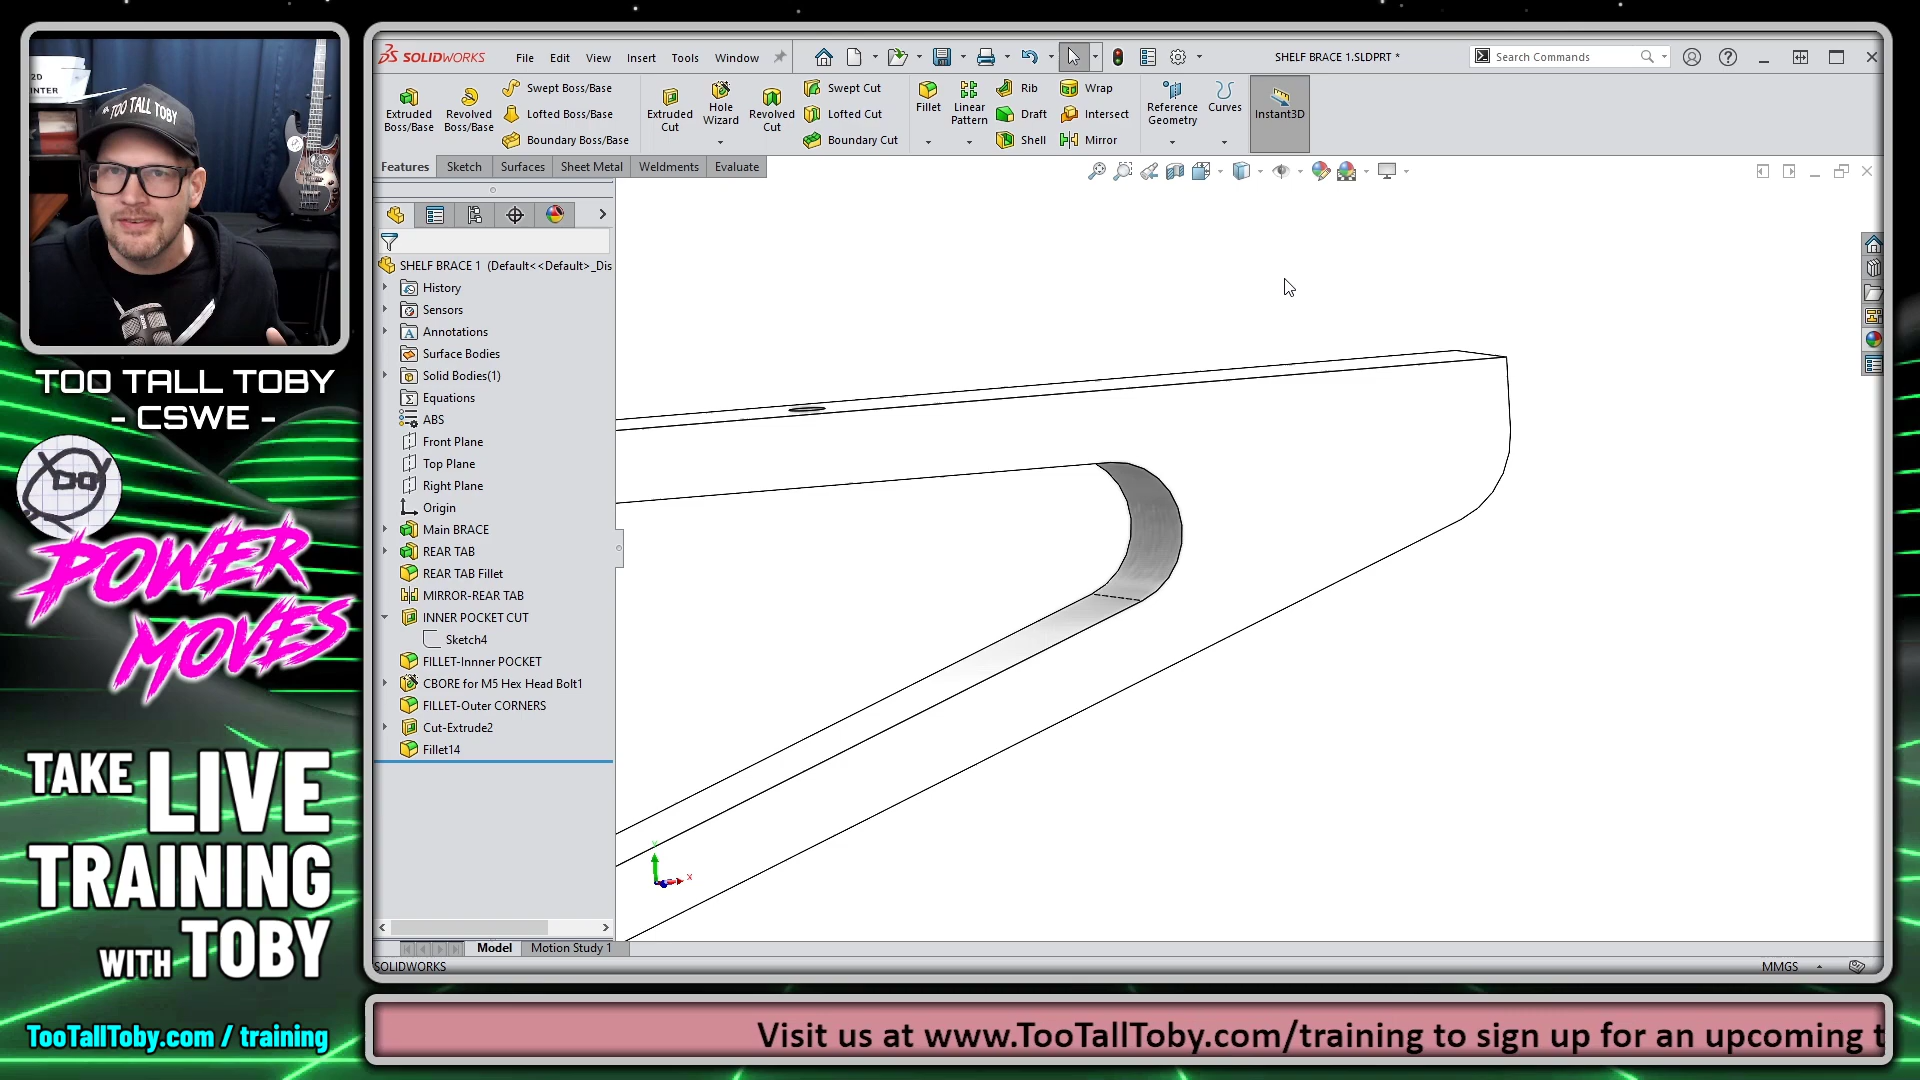 2D
INTER
"TOO TALL TOBY
TOO TALL TOBY
- CSWE -
POWER
MOVES
TAKE LIVE
TRAINING
WITH TOBY
TooTallToby.com / training
SOLIDWORKS
File
Edit
View
Insert
Tools
Window
SHELF BRACE 1.SLDPRT *
Search Commands
Extruded
Boss/Base
Revolved
Boss/Base
Swept Boss/Base
Lofted Boss/Base
Boundary Boss/Base
Extruded
Cut
Hole
Wizard
Revolved
Cut
Swept Cut
Lofted Cut
Boundary Cut
Fillet
Linear
Pattern
Rib
Draft
Shell
Wrap
Intersect
Mirror
Reference
Geometry
Curves
Instant3D
Features
Sketch
Surfaces
Sheet Metal
Weldments
Evaluate
SHELF BRACE 1 (Default<<Default>_Dis
History
Sensors
Annotations
Surface Bodies
Solid Bodies(1)
Equations
ABS
Front Plane
Top Plane
Right Plane
Origin
Main BRACE
REAR TAB
REAR TAB Fillet
MIRROR-REAR TAB
INNER POCKET CUT
Sketch4
FILLET-Innner POCKET
CBORE for M5 Hex Head Bolt1
FILLET-Outer CORNERS
Cut-Extrude2
Fillet14
Y
X
Model
Motion Study 1
SOLIDWORKS
MMGS
Visit us at www.TooTallToby.com/training to sign up for an upcoming t